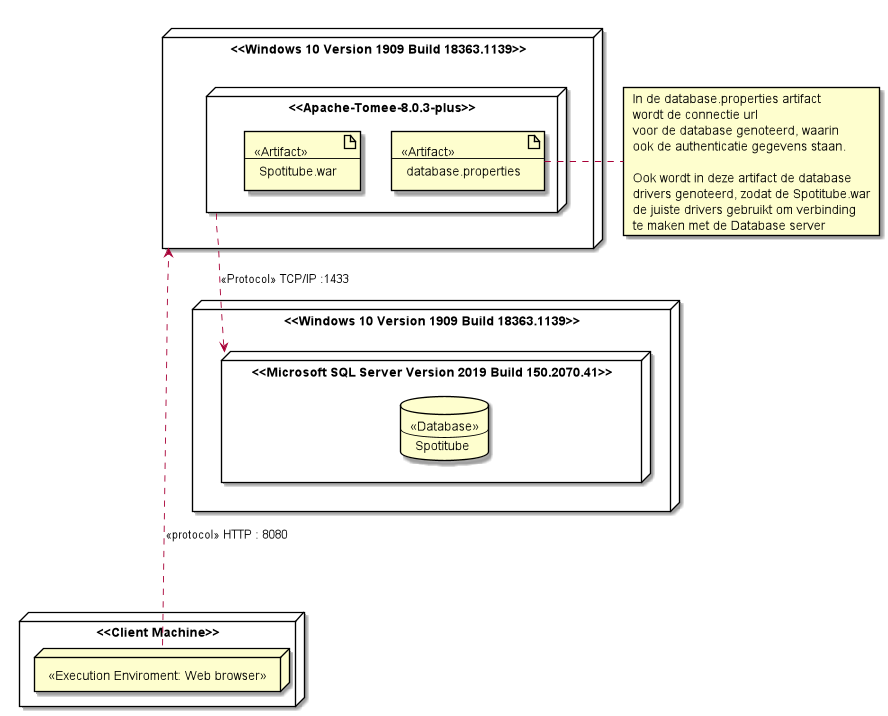 <<Windows 10 Version 1909 Build 18363.1139>>
<<Apache-Tomee-8.0.3-plus>>
«Artifact»
Spotitube.war
«Artifact»
database.properties
In de database.properties artifact
wordt de connectie url
voor de database genoteerd, waarin
ook de authenticatie gegevens staan.
Ook wordt in deze artifact de database
drivers genoteerd, zodat de Spotitube.war
de juiste drivers gebruikt om verbinding
te maken met de Database server
«Protocol» TCP/IP :1433
<<Windows 10 Version 1909 Build 18363.1139>>
<<Microsoft SQL Server Version 2019 Build 150.2070.41>>
«Database»
Spotitube
«protocol» HTTP : 8080
<<Client Machine>>
«Execution Enviroment: Web browser»